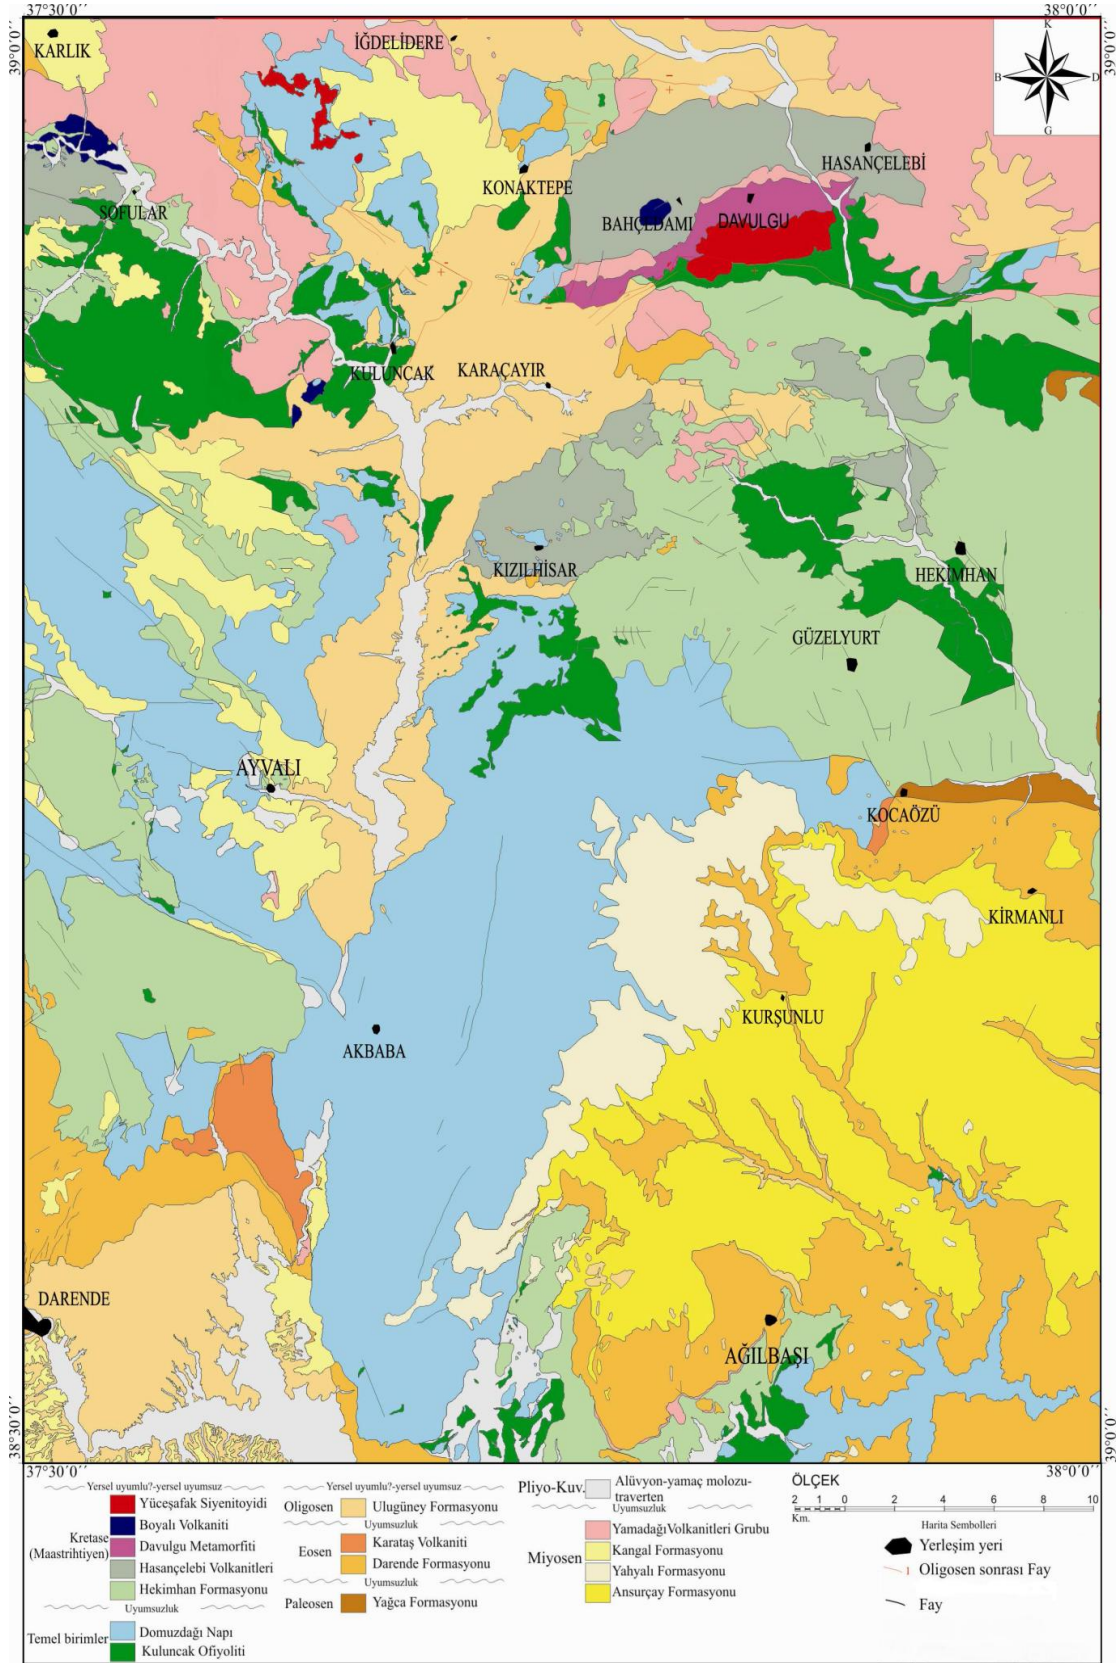 37°30'0''
38°0'0''
39°0'0''
39°0'0''
KARLIK
İĞDELİDERE
K
B
D
G
HASANÇELEBİ
KONAKTEPE
SOFULAR
BAHÇEDAMI
DAVULGU
KULUNCAK
KARAÇAYIR
KIZILHİSAR
HEKİMHAN
GÜZELYURT
AYVALI
KOCAÖZÜ
KİRMANLI
KURŞUNLU
AKBABA
DARENDE
AĞILBAŞI
38°30'0''
39°0'0''
37°30'0''
38°0'0''
Yersel uyumlu?-yersel uyumsuz
Yüceşafak Siyenitoyidi
Boyalı Volkaniti
Kretase
(Maastrihtiyen)
Davulgu Metamorfiti
Hasançelebi Volkanitleri
Hekimhan Formasyonu
Uyumsuzluk
Temel birimler
Domuzdağı Napı
Kuluncak Ofiyoliti
Yersel uyumlu?-yersel uyumsuz
Oligosen
Ulugüney Formasyonu
Uyumsuzluk
Eosen
Karataş Volkaniti
Darende Formasyonu
Uyumsuzluk
Paleosen
Yağca Formasyonu
Pliyo-Kuv.
Alüvyon-yamaç molozu-
traverten
Uyumsuzluk
YamadağıVolkanitleri Grubu
Miyosen
Kangal Formasyonu
Yahyalı Formasyonu
Ansurçay Formasyonu
ÖLÇEK
2 0 2 4 6 8 10
Km.
Harita Sembolleri
Yerleşim yeri
Oligosen sonrası Fay
Fay